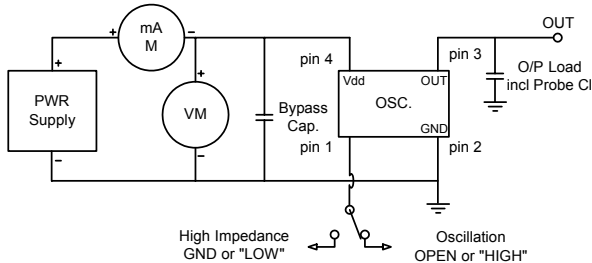 OUT
mA
M
+
−
pin 4
pin 3
+
+
Vdd
OUT
O/P Load
incl Probe Cl
PWR
Supply
VM
Bypass
Cap.
OSC.
GND
−
−
pin 1
pin 2
High Impedance
GND or "LOW"
Oscillation
OPEN or "HIGH"